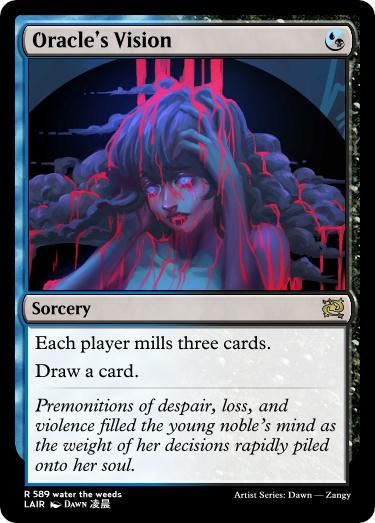 Oracle's Vision
Sorcery
Each player mills three cards.
Draw a card.
Premonitions of despair, loss, and
violence filled the young noble's mind as
the weight of her decisions rapidly piled
onto her soul.
R 589 water the weeds
LAIR Dawn 凌晨
Artist Series: Dawn — Zangy